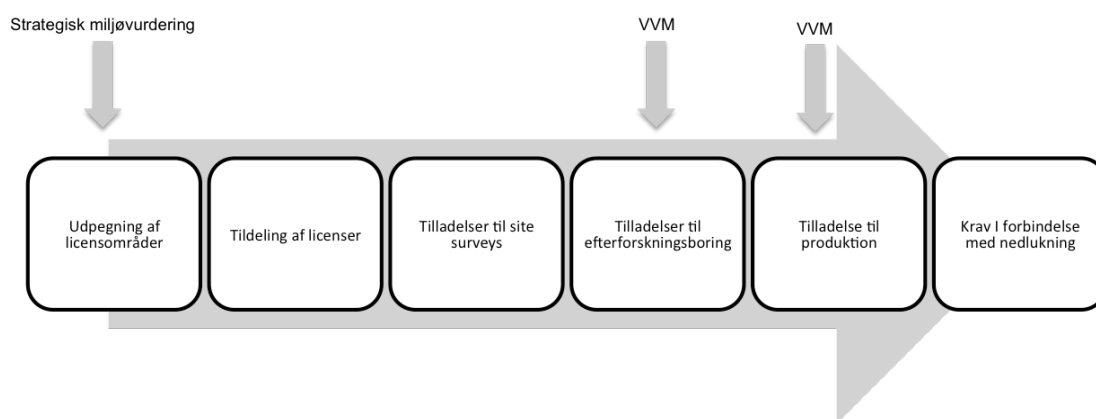 Strategisk miljøvurdering
VVM
VVM
Udpegning af
licensområder
Tildeling af licenser
Tilladelser til site
surveys
Tilladelser til
efterforskningsboring
Tilladelse til
produktion
Krav I forbindelse
med nedlukning